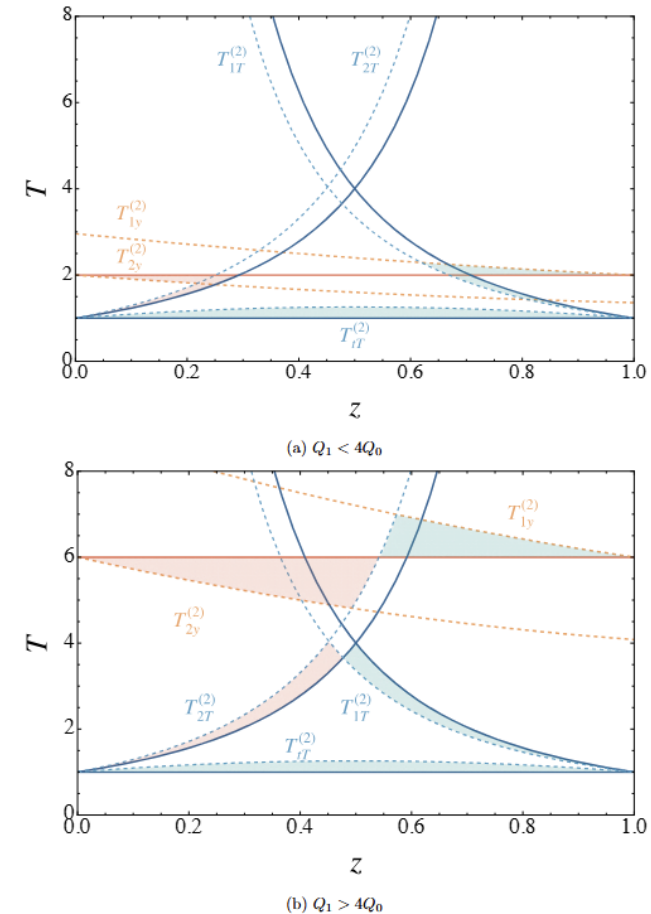 8
T_{1T}^{(2)} T_{2T}^{(2)}
6
T
4
T_{1y}^{(2)}
T_{2y}^{(2)}
2
T_{tT}^{(2)}
0
0.0 0.2 0.4 0.6 0.8 1.0
z
(a) Q_1 < 4Q_0
8
T_{1y}^{(2)}
6
T_{2y}^{(2)}
T
4
T_{2T}^{(2)} T_{1T}^{(2)}
2
T_{tT}^{(2)}
0
0.0 0.2 0.4 0.6 0.8 1.0
z
(b) Q_1 > 4Q_0